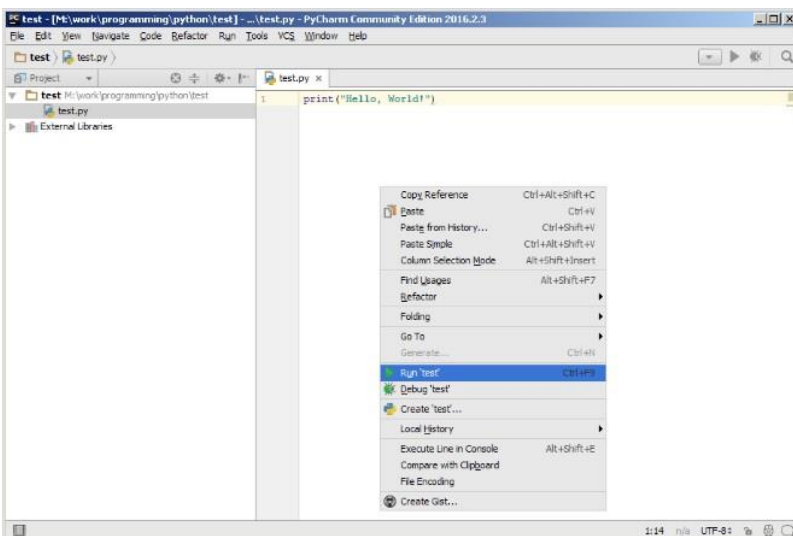 test - [M:\work\programming\python\test] - ...\test.py - PyCharm Community Edition 2016.2.3
File Edit View Navigate Code Refactor Run Tools VCS Window Help
test test.py
Project
test.py
test M:\work\programming\python\test
test.py
External Libraries
1 print("Hello, World!")
Copy Reference Ctrl+Alt+Shift+C
Paste Ctrl+V
Paste from History... Ctrl+Shift+V
Paste Simple Ctrl+Alt+Shift+V
Column Selection Mode Alt+Shift+Insert
Find Usages Alt+Shift+F7
Refactor
Folding
Go To
Generate... Ctrl+N
Run 'test' Ctrl+F9
Debug 'test'
Create 'test'...
Local History
Execute Line in Console Alt+Shift+E
Compare with Clipboard
File Encoding
Create Gist...
1:14 n/a UTF-8